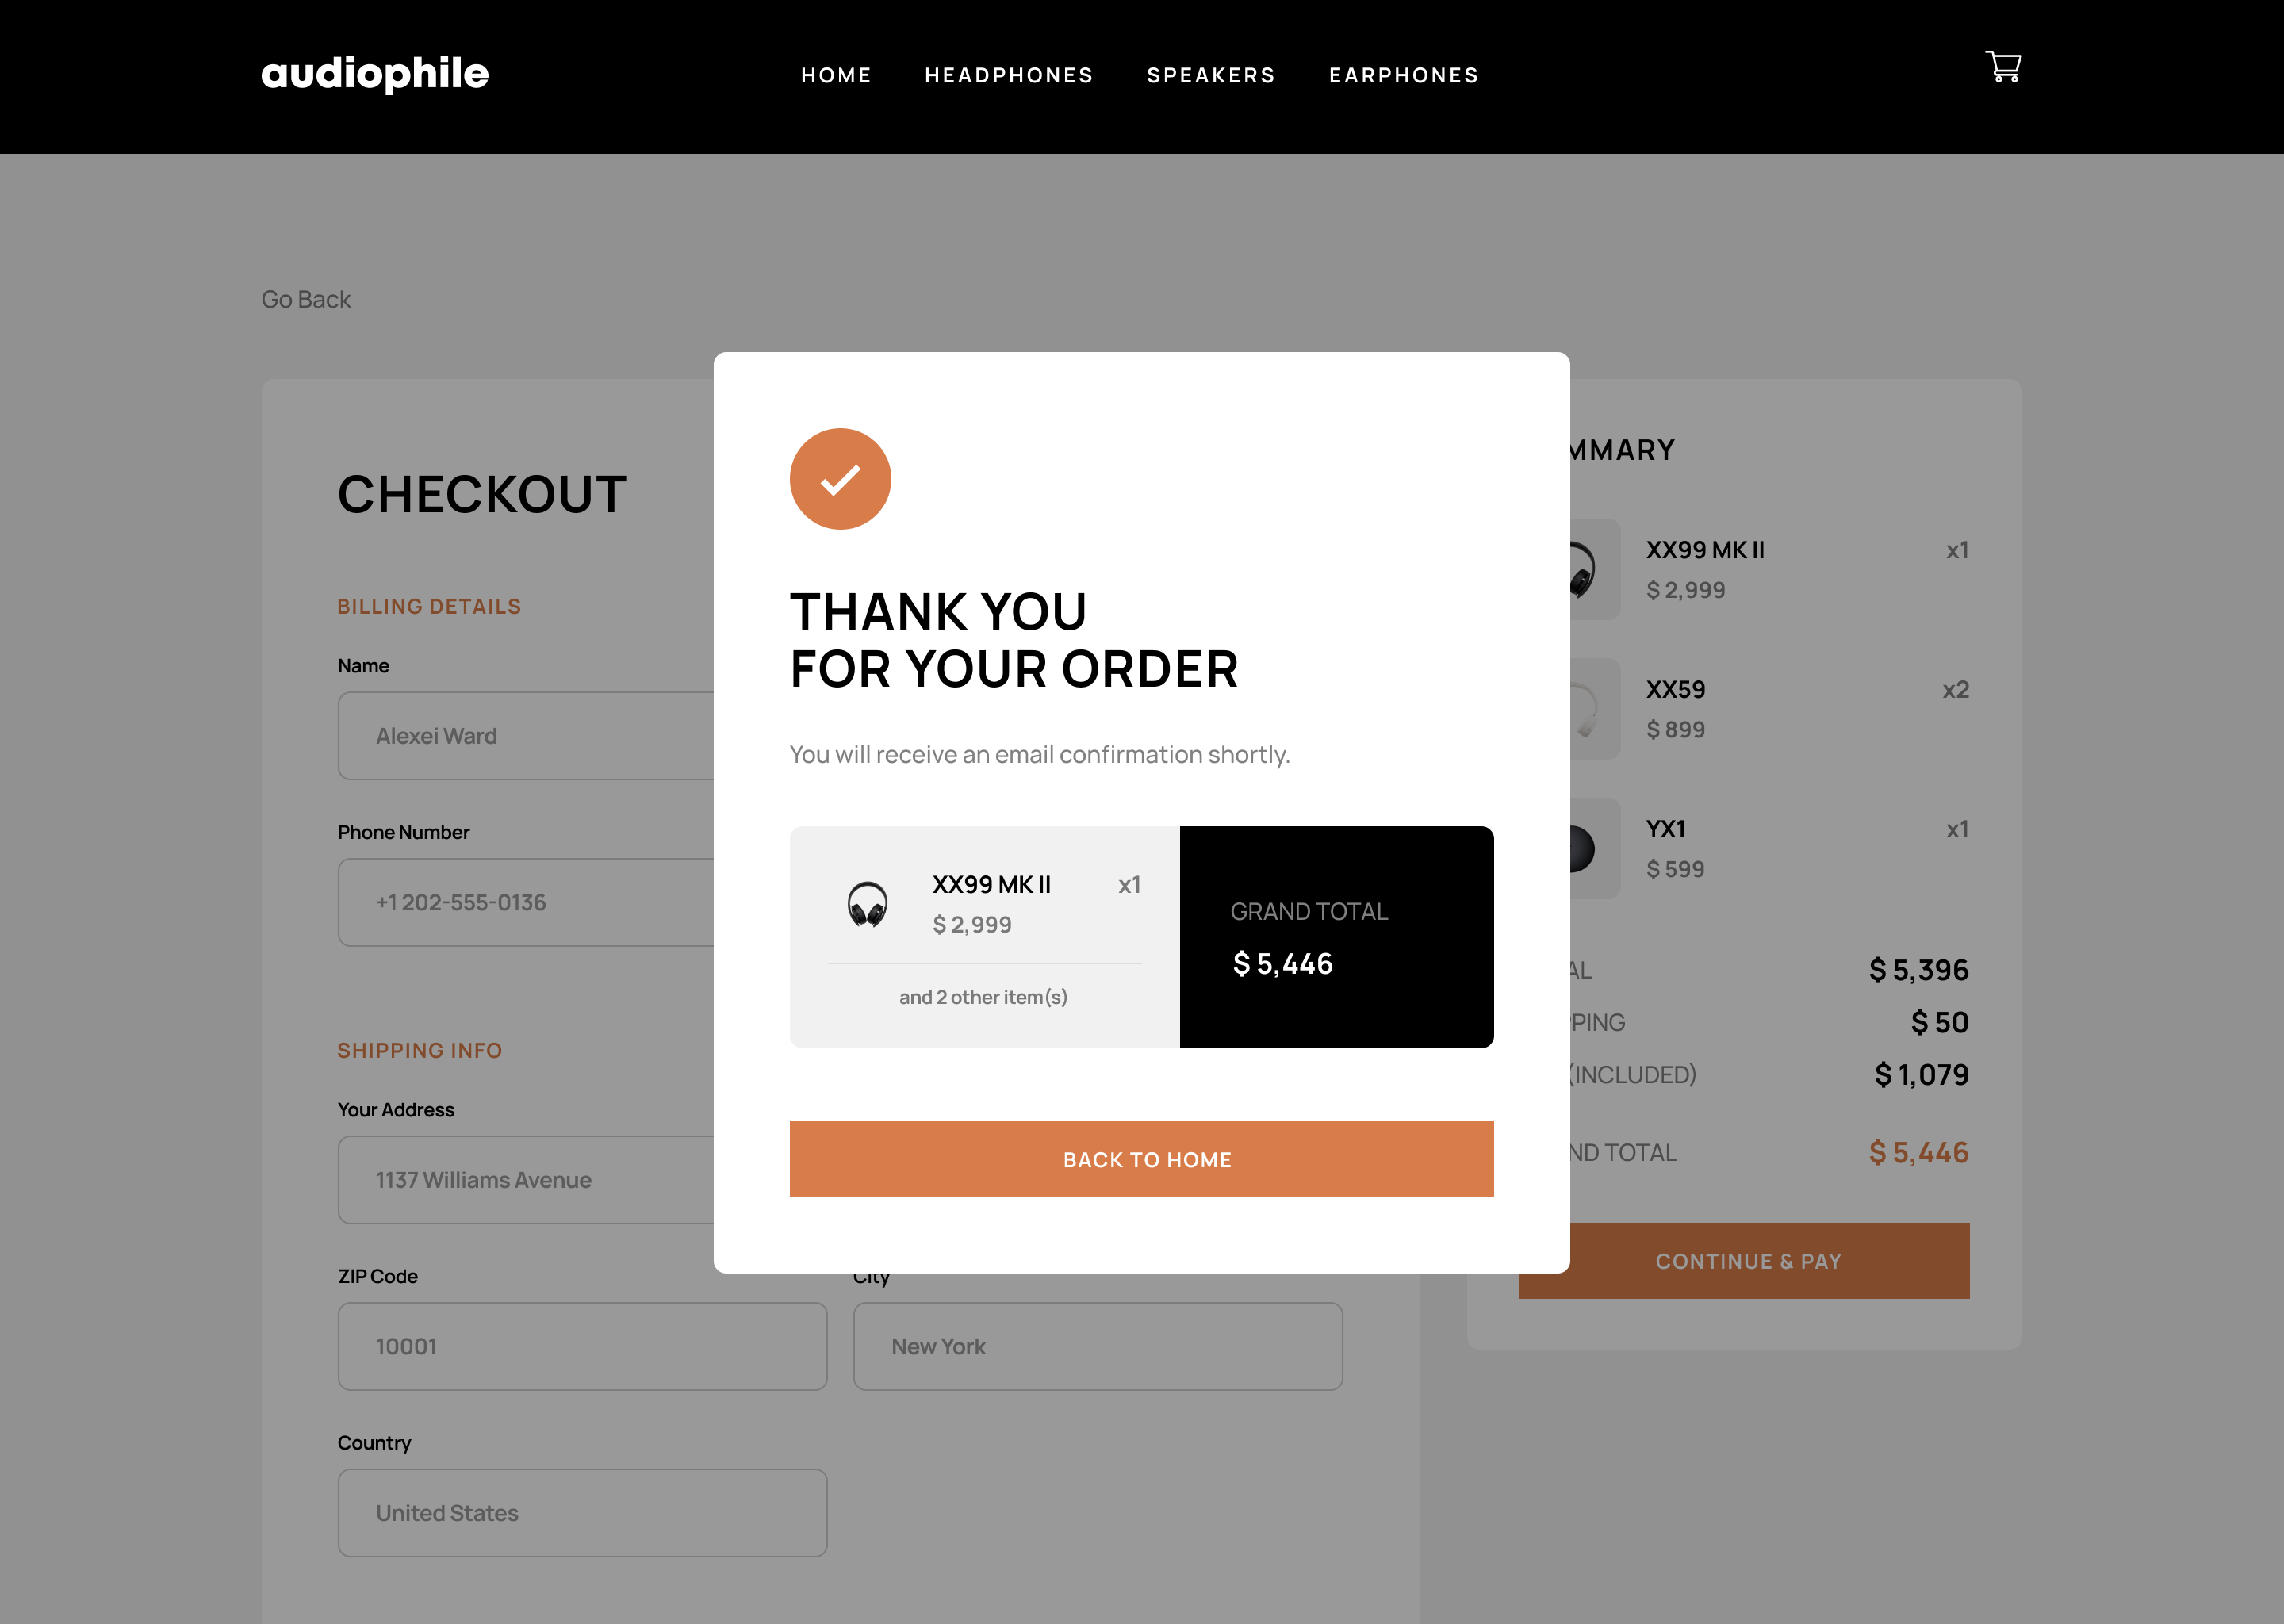 audiophile
HOME HEADPHONES SPEAKERS EARPHONES
Go Back
CHECKOUT
BILLING DETAILS
Name
Alexei Ward
Phone Number
+1 202-555-0136
SHIPPING INFO
Your Address
1137 Williams Avenue
ZIP Code
10001
City
New York
Country
United States
THANK YOU
FOR YOUR ORDER
You will receive an email confirmation shortly.
XX99 MK II x1
$ 2,999
and 2 other item(s)
GRAND TOTAL
$ 5,446
BACK TO HOME
MMARY
XX99 MK II x1
$ 2,999
XX59 x2
$ 899
YX1 x1
$ 599
AL $ 5,396
PPING $ 50
(INCLUDED) $ 1,079
ND TOTAL $ 5,446
CONTINUE & PAY